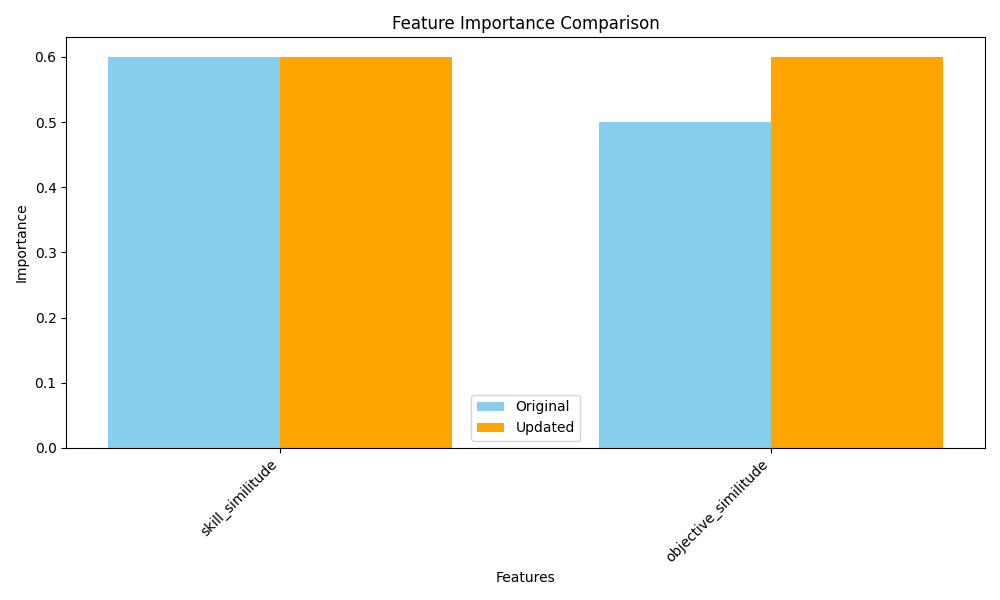 Feature Importance Comparison
Importance
0.6
0.5
0.4
0.3
0.2
0.1
0.0
Original
Updated
skill_similitude
objective_similitude
Features